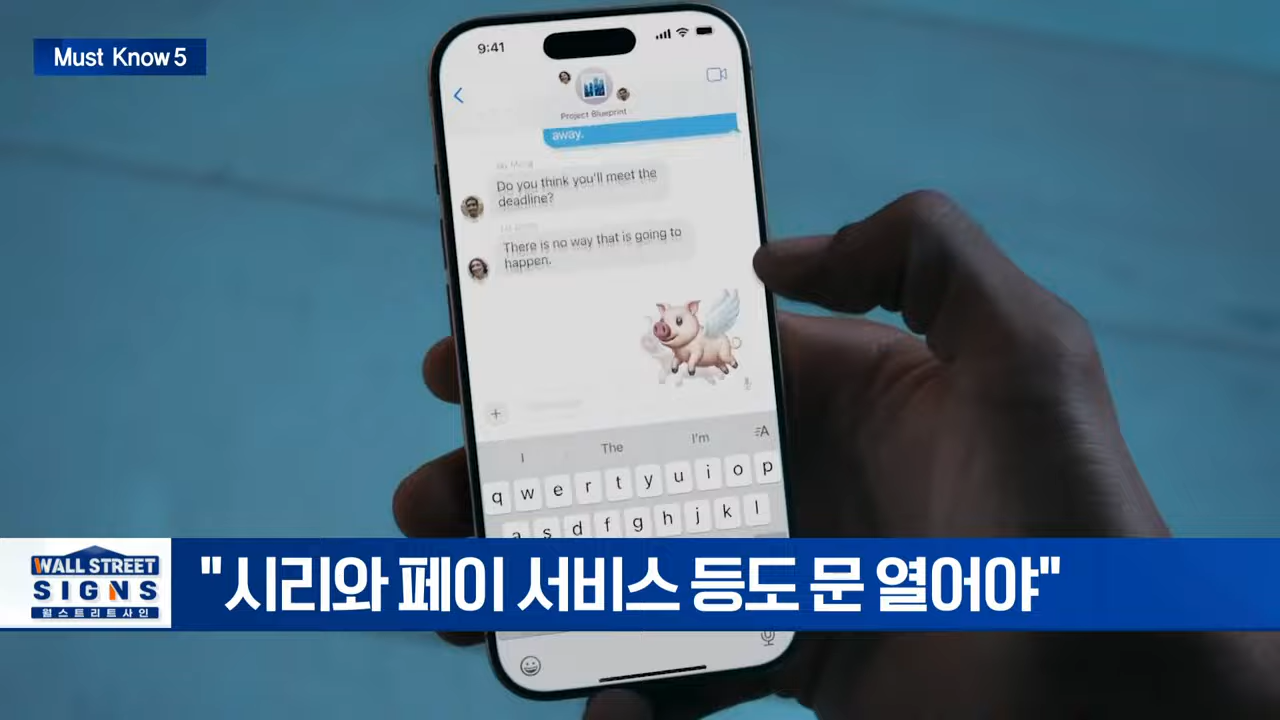 Must Know 5
9:41
Project Blueprint
away.
Do you think you'll meet the
deadline?
There is no way that is going to
happen.
I The I'm
q w e r t y u i o p
a s d f g h j k l
WALL STREET
SIGNS
월스트리트사인
"시리와 페이 서비스 등도 문 열어야"